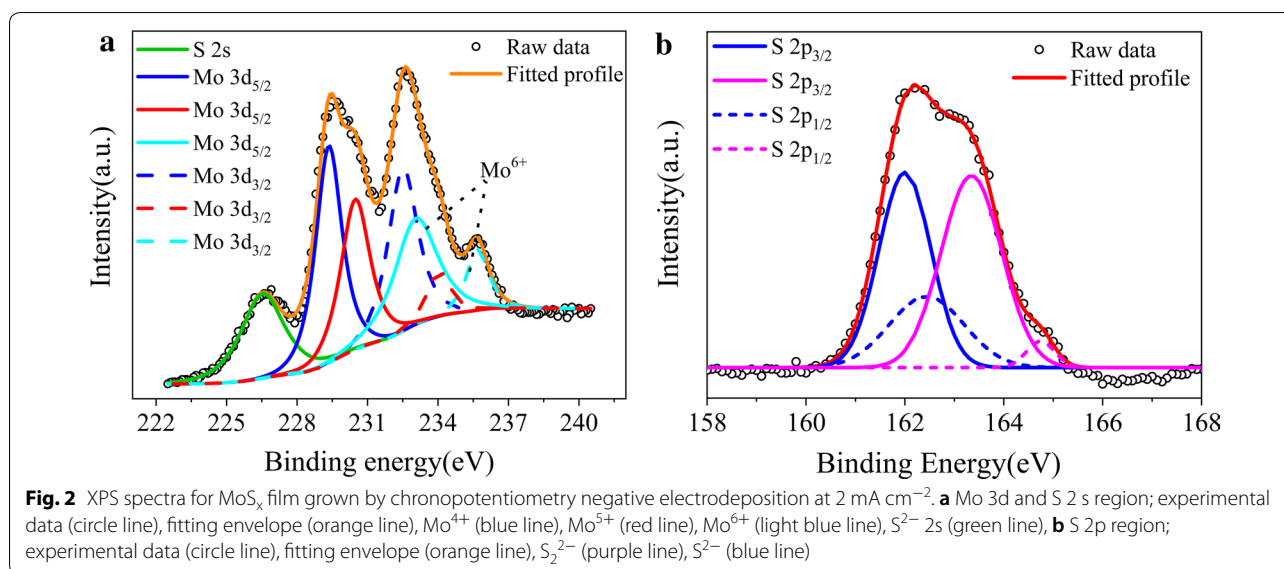 a
S 2s
Mo 3d5/2
Mo 3d5/2
Mo 3d5/2
Mo 3d3/2
Mo 3d3/2
Mo 3d3/2
Raw data
Fitted profile
Mo6+
Intensity(a.u.)
222 225 228 231 234 237 240
Binding energy(eV)
b
S 2p3/2
S 2p3/2
S 2p1/2
S 2p1/2
Raw data
Fitted profile
Intensity(a.u.)
158 160 162 164 166 168
Binding Energy(eV)
Fig. 2 XPS spectra for MoSx film grown by chronopotentiometry negative electrodeposition at 2 mA cm−2. a Mo 3d and S 2 s region; experimental
data (circle line), fitting envelope (orange line), Mo4+ (blue line), Mo5+ (red line), Mo6+ (light blue line), S2− 2s (green line), b S 2p region;
experimental data (circle line), fitting envelope (orange line), S22− (purple line), S2− (blue line)